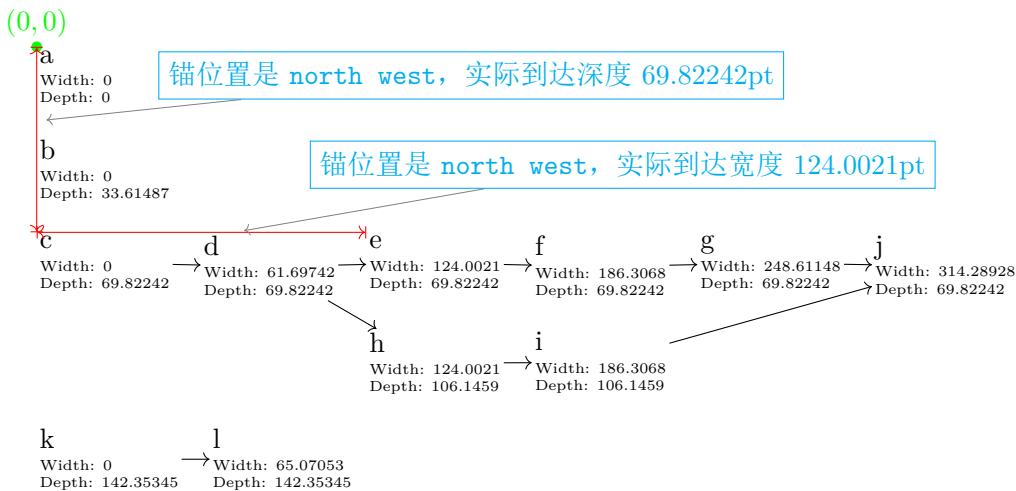 (0, 0)
a
Width: 0
Depth: 0
锚位置是 north west，实际到达深度 69.82242pt
b
Width: 0
Depth: 33.61487
锚位置是 north west，实际到达宽度 124.0021pt
c
Width: 0
Depth: 69.82242
d
Width: 61.69742
Depth: 69.82242
e
Width: 124.0021
Depth: 69.82242
f
Width: 186.3068
Depth: 69.82242
g
Width: 248.61148
Depth: 69.82242
j
Width: 314.28928
Depth: 69.82242
h
Width: 124.0021
Depth: 106.1459
i
Width: 186.3068
Depth: 106.1459
k
Width: 0
Depth: 142.35345
l
Width: 65.07053
Depth: 142.35345